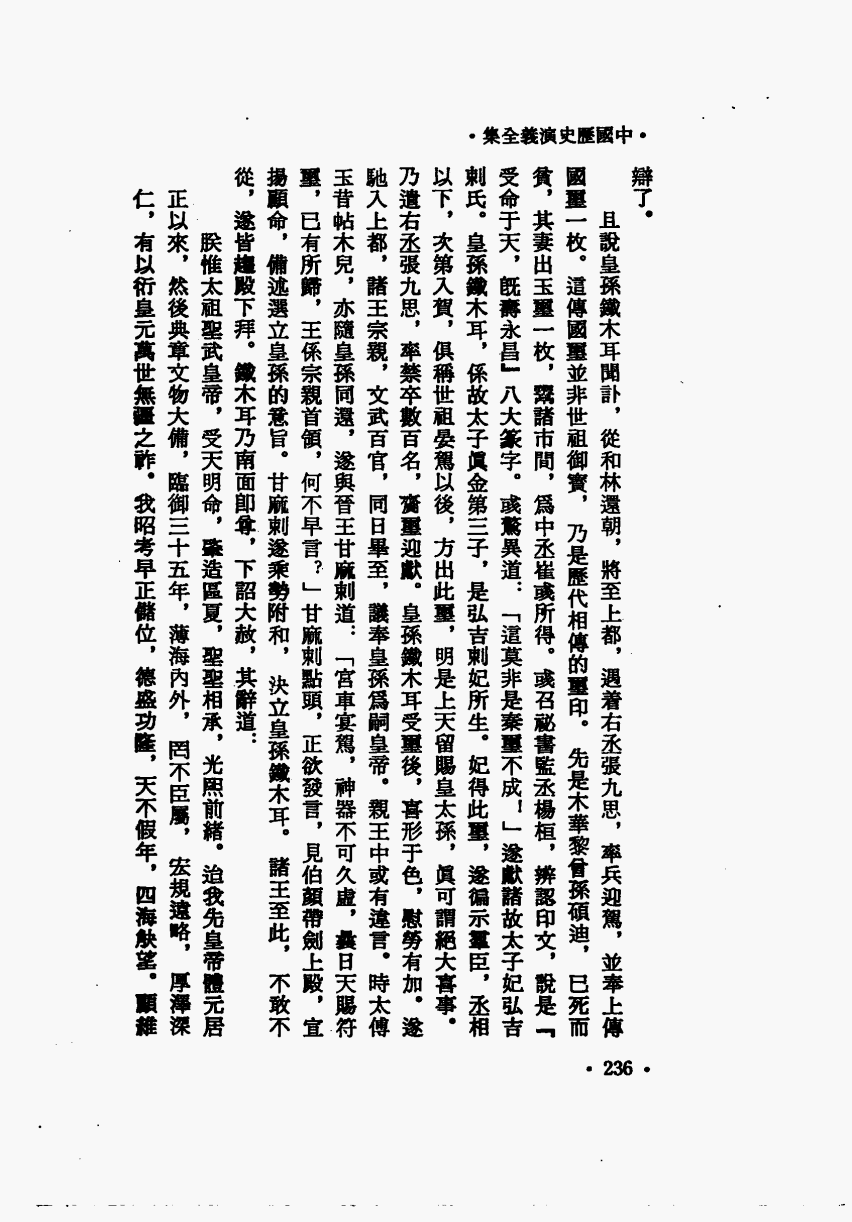 ·中國歷史演義全集·
辯了。
且說皇孫鐵木耳聞訃，從和林還朝，將至上都，遇着右丞張九思，率兵迎駕，並奉上傳
國璽一枚。這傳國璽並非世祖御寶，乃是歷代相傳的璽印。先是木華黎曾孫碩迪，已死而
貧，其妻出玉璽一枚，鬻諸市間，爲中丞崔彧所得。彧召祕書監丞楊桓，辨認印文，說是『
受命于天，旣壽永昌』八大篆字。彧驚異道：「這莫非是秦璽不成！」遂獻諸故太子妃弘吉
剌氏。皇孫鐵木耳，係故太子眞金第三子，是弘吉剌妃所生。妃得此璽，遂徧示羣臣，丞相
以下，次第入賀，俱稱世祖晏駕以後，方出此璽，明是上天留賜皇太孫，眞可謂絕大喜事。
乃遣右丞張九思，率禁卒數百名，齎璽迎獻。皇孫鐵木耳受璽後，喜形于色，慰勞有加。遂
馳入上都，諸王宗親，文武百官，同日畢至，議奉皇孫爲嗣皇帝。親王中或有違言。時太傅
玉昔帖木兒，亦隨皇孫同還，遂與晉王甘麻剌道：「宮車宴駕，神器不可久虛，曩日天賜符
璽，已有所歸，王係宗親首領，何不早言？」甘麻剌點頭，正欲發言，見伯顏帶劍上殿，宣
揚顧命，備述選立皇孫的意旨。甘麻剌遂乘勢附和，決立皇孫鐵木耳。諸王至此，不敢不
從，遂皆趨殿下拜。鐵木耳乃南面卽尊，下詔大赦，其辭道：
朕惟太祖聖武皇帝，受天明命，肇造區夏，聖聖相承，光熙前緒。迨我先皇帝體元居
正以來，然後典章文物大備，臨御三十五年，薄海內外，罔不臣屬，宏規遠略，厚澤深
仁，有以衍皇元萬世無疆之祚。我昭考早正儲位，德盛功隆，天不假年，四海觖望。顧維
·236·